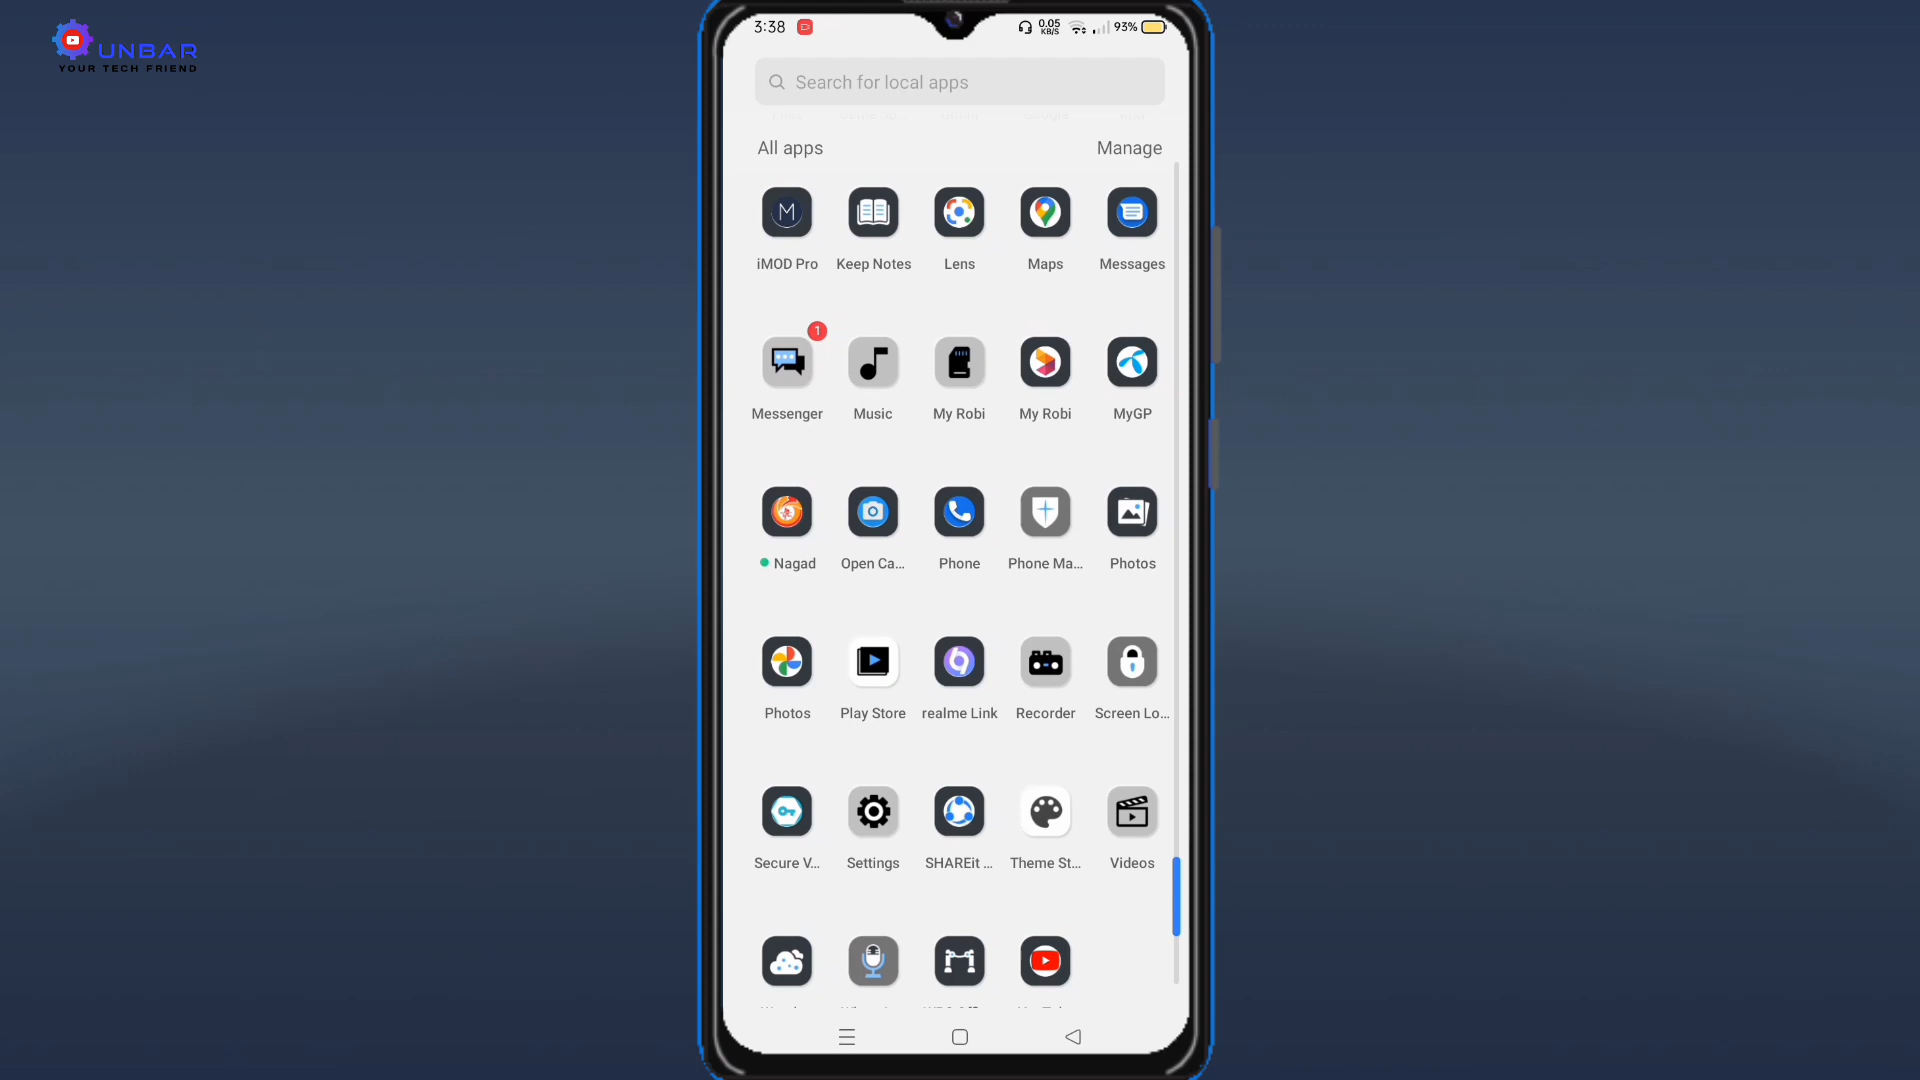 UNBAR
YOUR TECH FRIEND
3:38
0.05
KB/S
93%
Search for local apps
All apps
Manage
M
iMOD Pro
Keep Notes
Lens
Maps
Messages
1
Messenger
Music
My Robi
My Robi
MyGP
Nagad
Open Ca...
Phone
Phone Ma...
Photos
Photos
Play Store
realme Link
Recorder
Screen Lo...
Secure V...
Settings
SHAREit ...
Theme St...
Videos